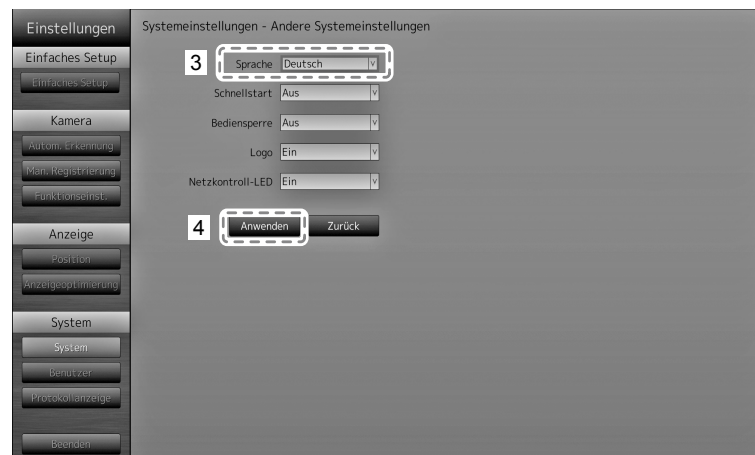 Einstellungen
Einfaches Setup
Einfaches Setup
Kamera
Autom. Erkennung
Man. Registrierung
Funktionseinst.
Anzeige
Position
Anzeigeoptimierung
System
System
Benutzer
Protokollanzeige
Beenden
Systemeinstellungen - Andere Systemeinstellungen
3 Sprache Deutsch
Schnellstart Aus
Bediensperre Aus
Logo Ein
Netzkontroll-LED Ein
4 Anwenden Zurück